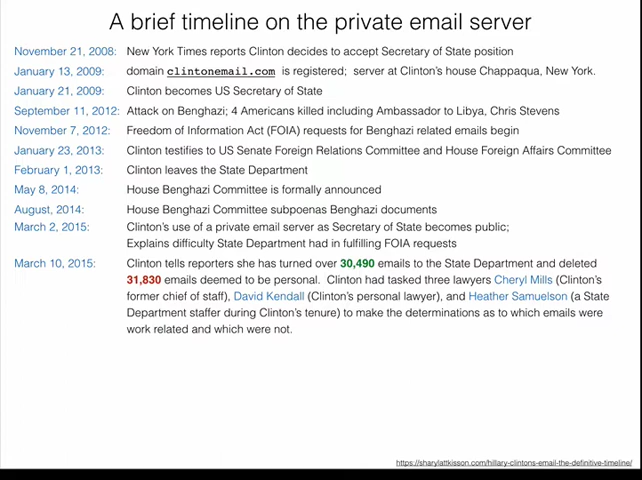 A brief timeline on the private email server
November 21, 2008: New York Times reports Clinton decides to accept Secretary of State position
January 13, 2009: domain clintonemail.com is registered; server at Clinton's house Chappaqua, New York.
January 21, 2009: Clinton becomes US Secretary of State
September 11, 2012: Attack on Benghazi; 4 Americans killed including Ambassador to Libya, Chris Stevens
November 7, 2012: Freedom of Information Act (FOIA) requests for Benghazi related emails begin
January 23, 2013: Clinton testifies to US Senate Foreign Relations Committee and House Foreign Affairs Committee
February 1, 2013: Clinton leaves the State Department
May 8, 2014: House Benghazi Committee is formally announced
August, 2014: House Benghazi Committee subpoenas Benghazi documents
March 2, 2015: Clinton's use of a private email server as Secretary of State becomes public;
Explains difficulty State Department had in fulfilling FOIA requests
March 10, 2015: Clinton tells reporters she has turned over 30,490 emails to the State Department and deleted
31,830 emails deemed to be personal. Clinton had tasked three lawyers Cheryl Mills (Clinton's
former chief of staff), David Kendall (Clinton's personal lawyer), and Heather Samuelson (a State
Department staffer during Clinton's tenure) to make the determinations as to which emails were
work related and which were not.
https://sharylattkisson.com/hillary-clintons-email-the-definitive-timeline/